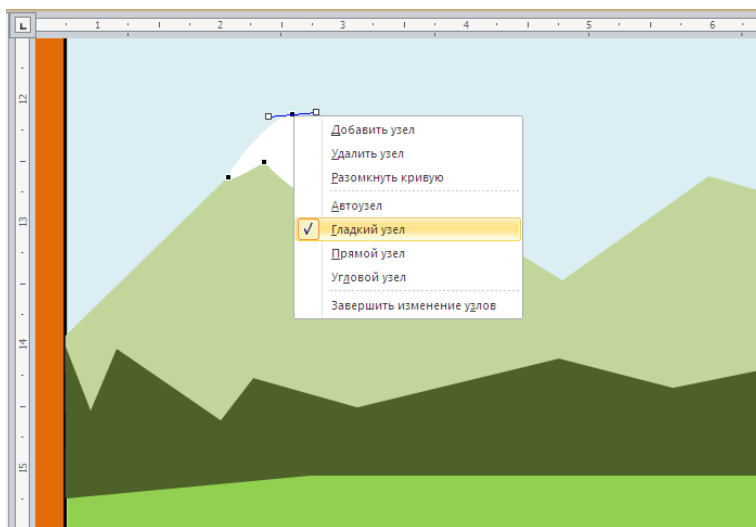 1 2 3 4 5 6
12
13
14
15
Добавить узел
Удалить узел
Разомкнуть кривую
Автоузел
Гладкий узел
Прямой узел
Угловой узел
Завершить изменение узлов